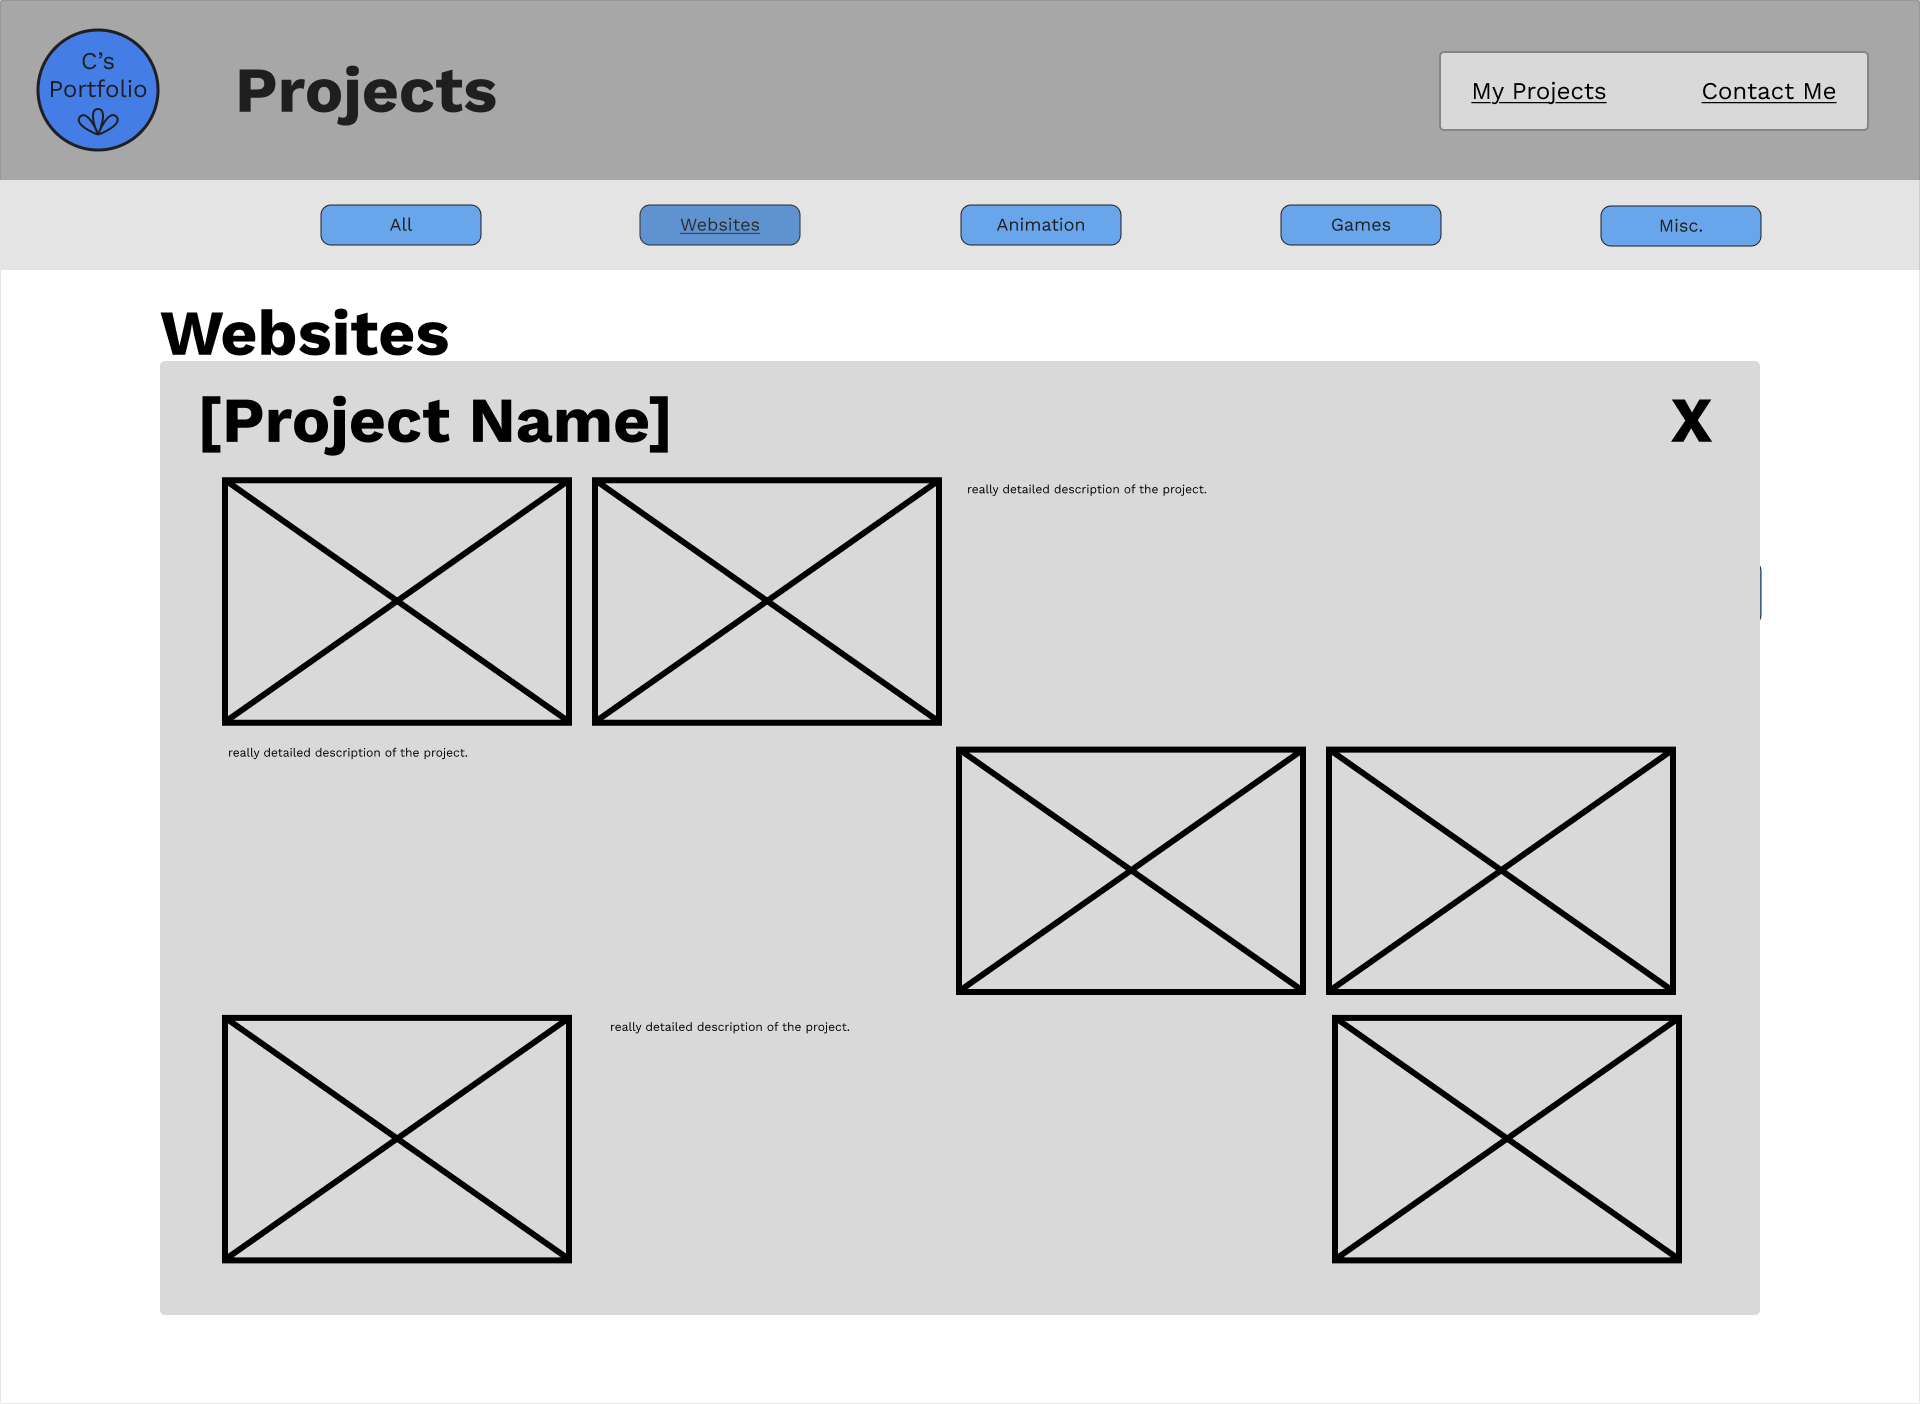 C’s
Portfolio
Projects
My Projects
Contact Me
All
Websites
Animation
Games
Misc.
Websites
[Project Name]
X
really detailed description of the project.
really detailed description of the project.
really detailed description of the project.